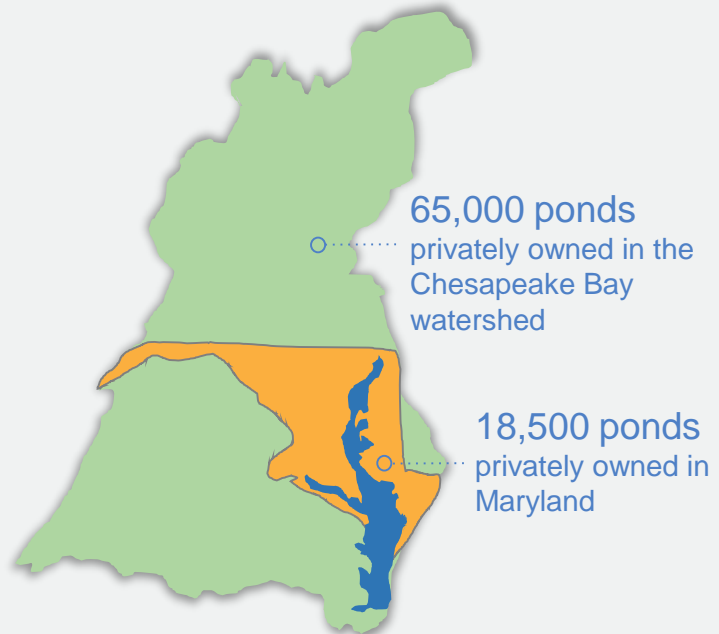 65,000 ponds
privately owned in the
Chesapeake Bay
watershed
18,500 ponds
privately owned in
Maryland